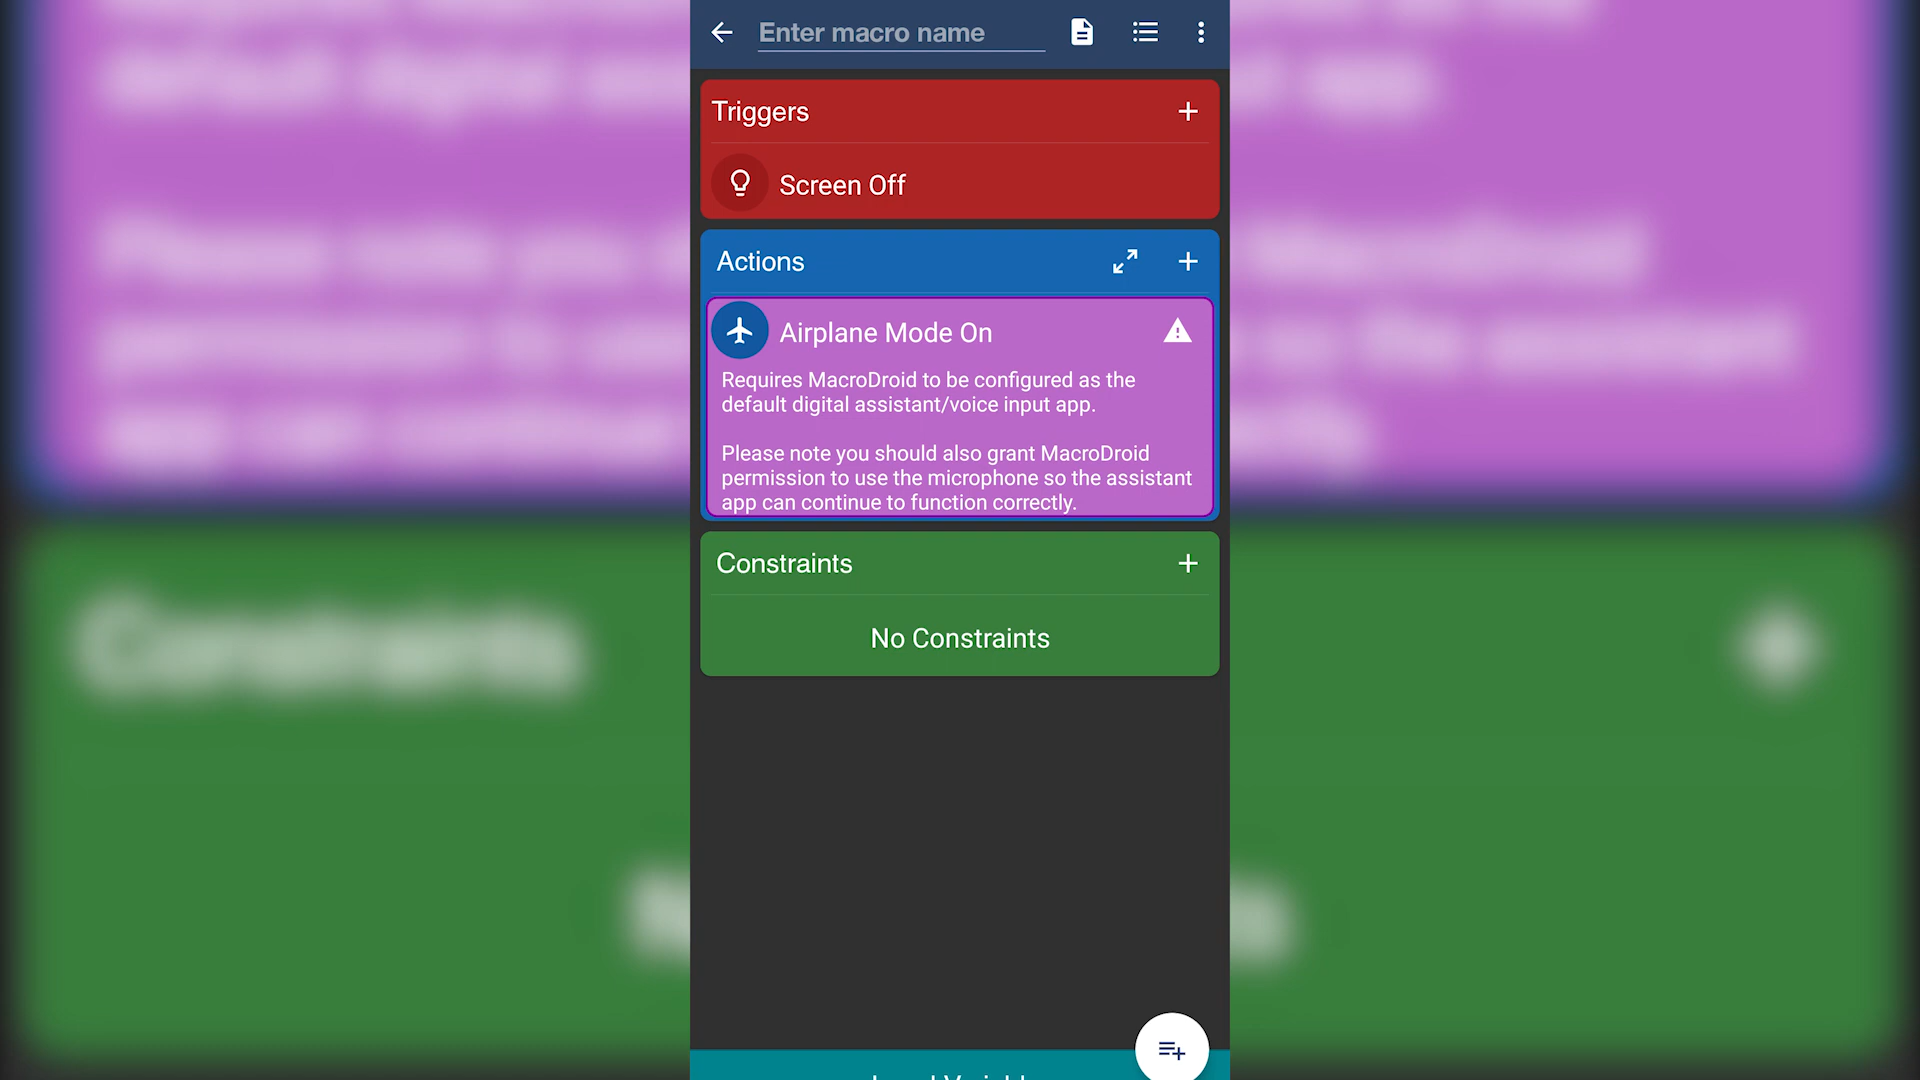 Enter macro name
Triggers
Screen Off
Actions
Airplane Mode On
Requires MacroDroid to be configured as the
default digital assistant/voice input app.
Please note you should also grant MacroDroid
permission to use the microphone so the assistant
app can continue to function correctly.
Constraints
No Constraints